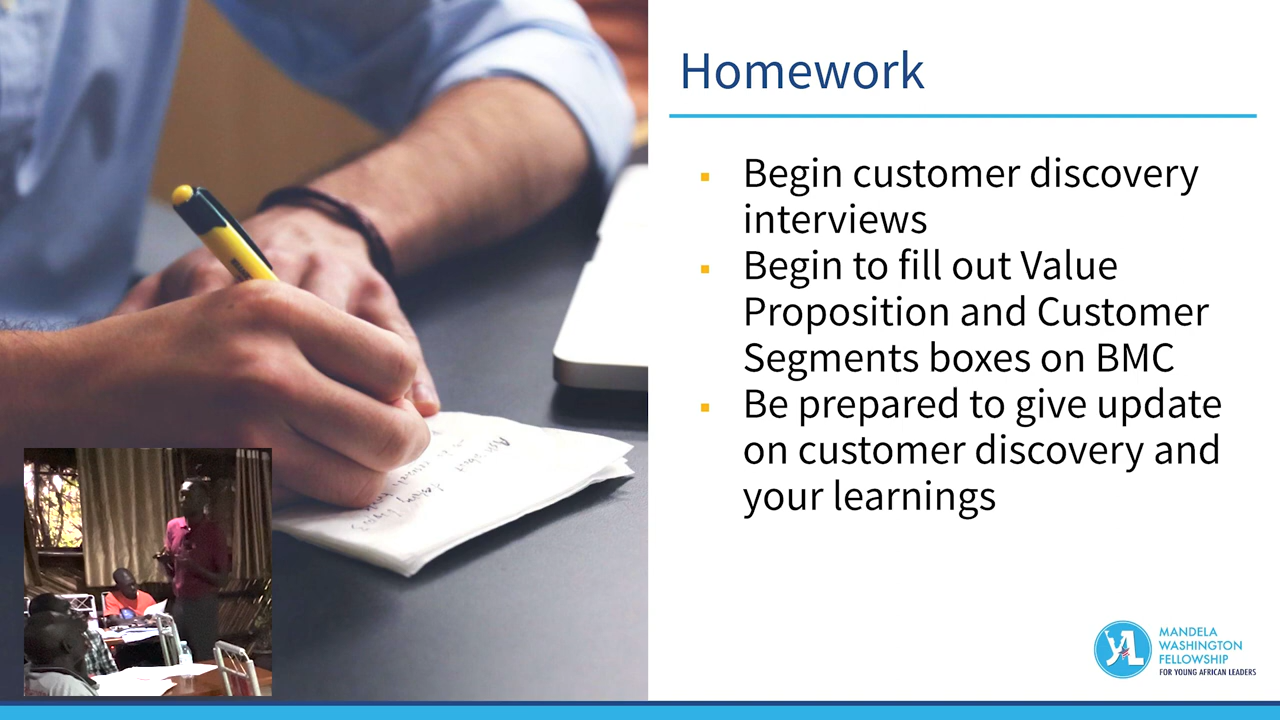 Homework
Begin customer discovery
interviews
Begin to fill out Value
Proposition and Customer
Segments boxes on BMC
Be prepared to give update
on customer discovery and
your learnings
YAL
MANDELA
WASHINGTON
FELLOWSHIP
FOR YOUNG AFRICAN LEADERS